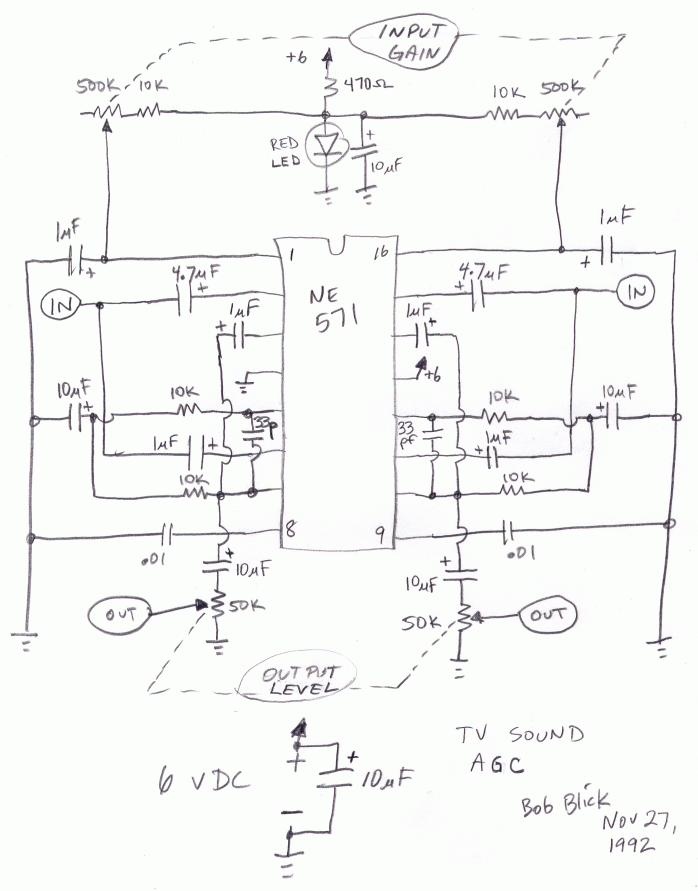 INPUT
GAIN
+6
500K
10K
470Ω
10K
500K
RED
LED
+
10µF
1µF
+
1
16
1µF
+
IN
4.7µF
+
1µF
+
NE
571
4.7µF
+
1µF
+
IN
+6
10µF
+
10K
33p
33
pf
10K
10µF
+
1µF
+
1µF
+
10K
10K
8
9
.01
.01
+
10µF
+
10µF
OUT
50K
50K
OUT
OUTPUT
LEVEL
6 VDC
+
+
10µF
−
TV SOUND
AGC
Bob Blick
Nov 27,
1992